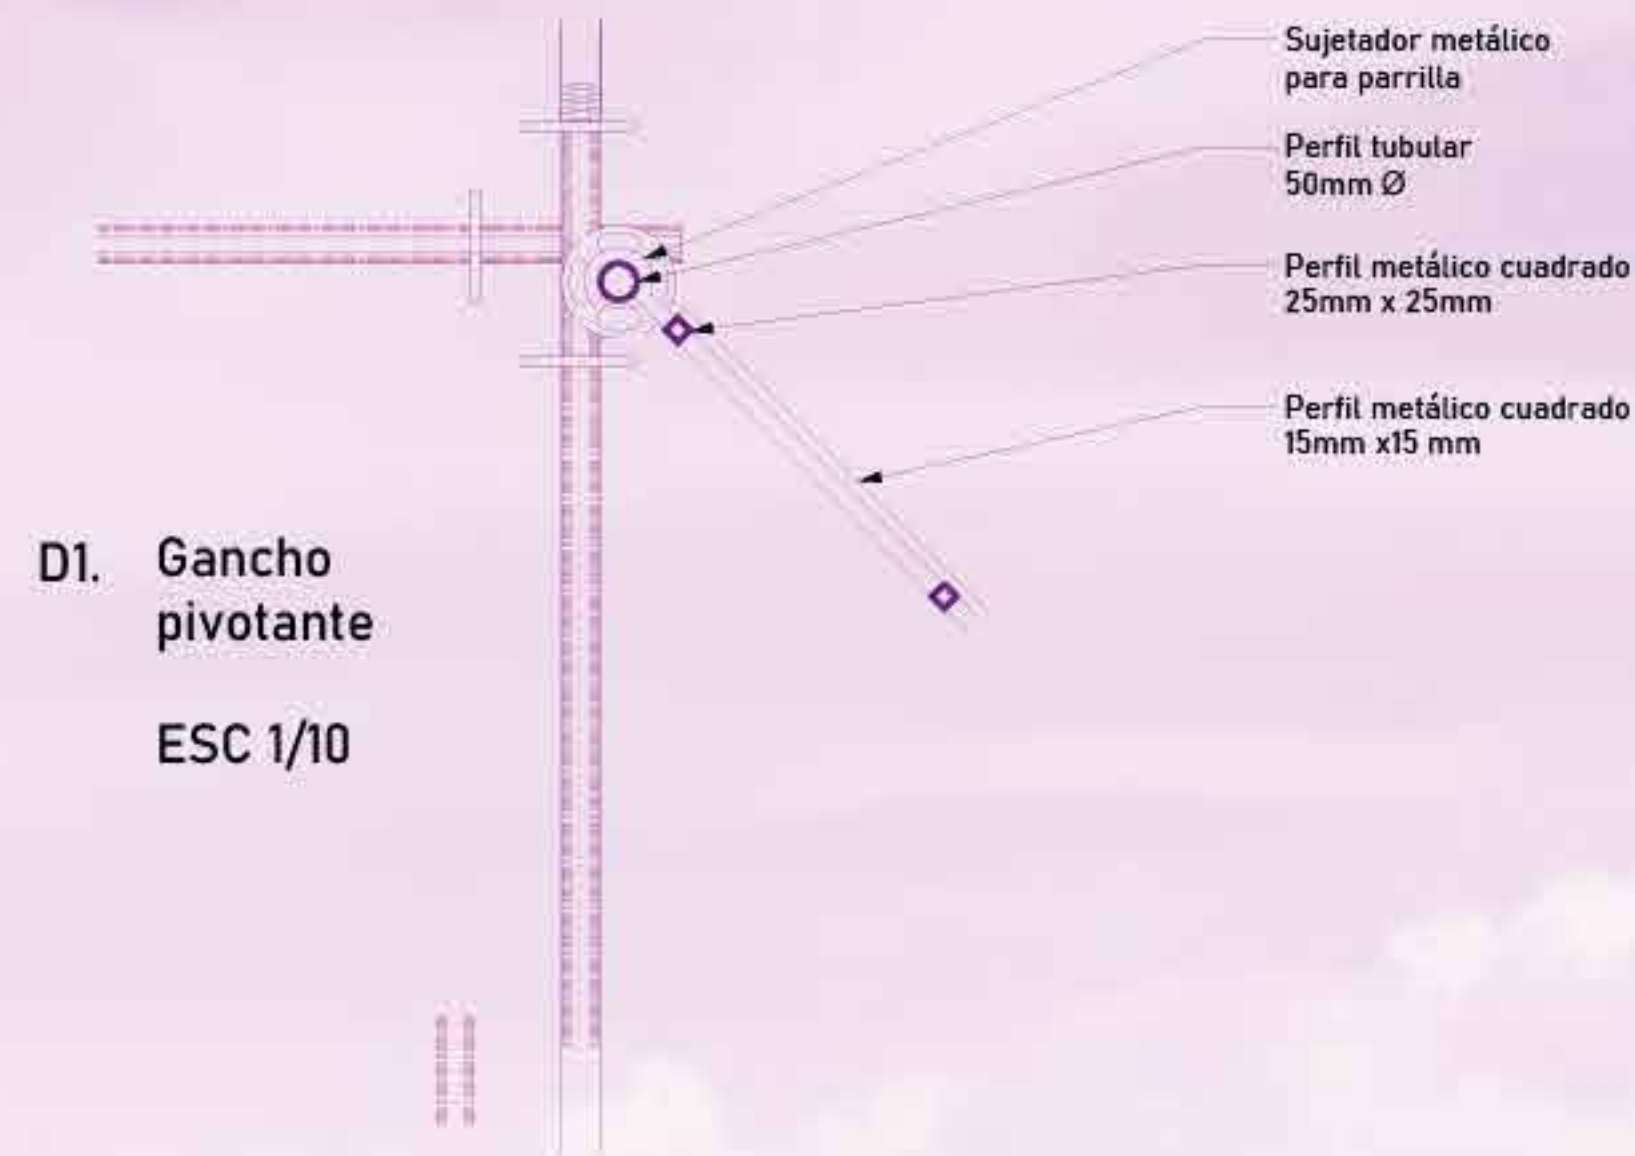 Sujetador metálico
para parrilla
Perfil tubular
50mm Ø
Perfil metálico cuadrado
25mm x 25mm
Perfil metálico cuadrado
15mm x15 mm
D1. Gancho
pivotante
ESC 1/10